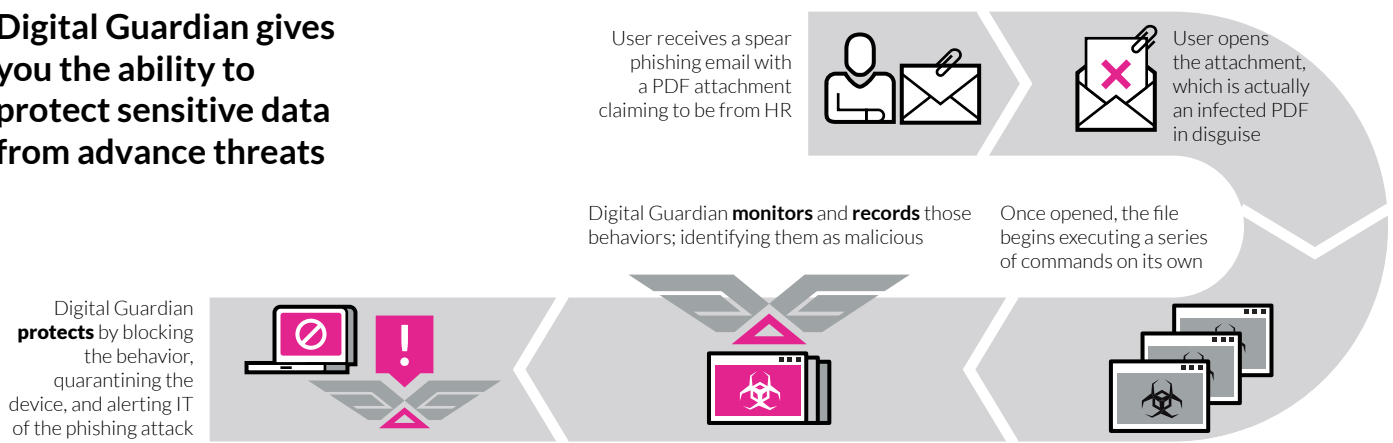 Digital Guardian gives
you the ability to
protect sensitive data
from advance threats
User receives a spear
phishing email with
a PDF attachment
claiming to be from HR
User opens
the attachment,
which is actually
an infected PDF
in disguise
Once opened, the file
begins executing a series
of commands on its own
Digital Guardian monitors and records those
behaviors; identifying them as malicious
Digital Guardian
protects by blocking
the behavior,
quarantining the
device, and alerting IT
of the phishing attack